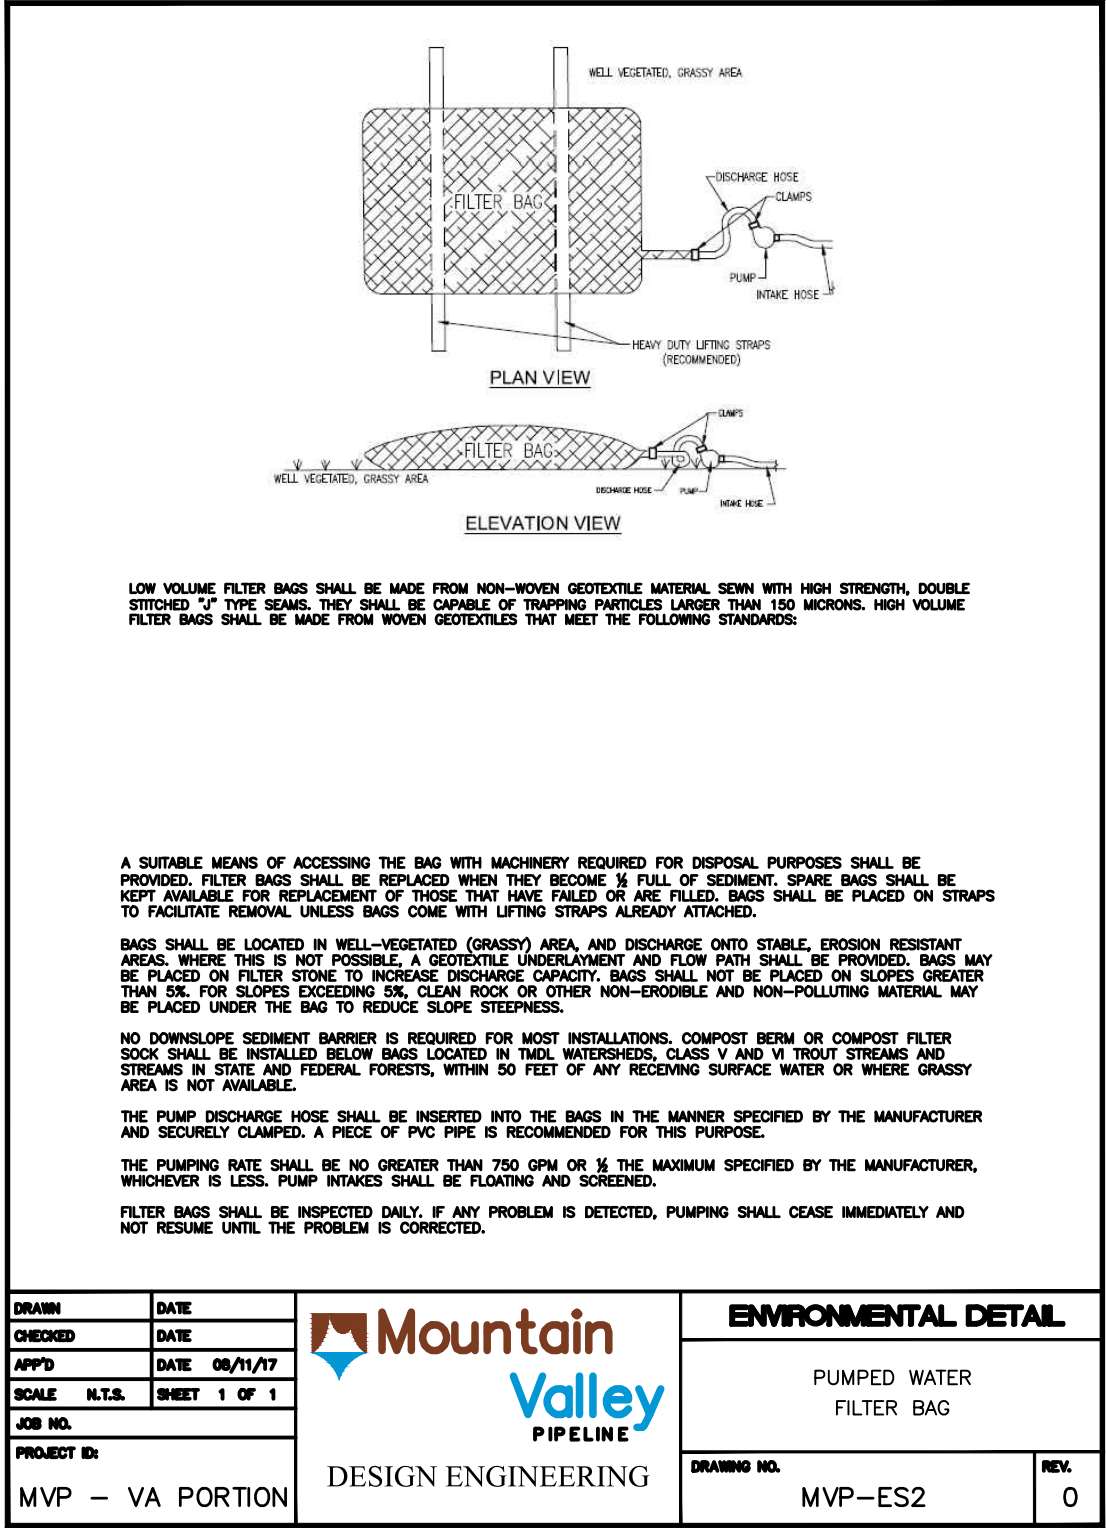 WELL VEGETATED, GRASSY AREA
DISCHARGE HOSE
CLAMPS
FILTER BAG
PUMP
INTAKE HOSE
HEAVY DUTY LIFTING STRAPS
(RECOMMENDED)
PLAN VIEW
CLAMPS
FILTER BAG
WELL VEGETATED, GRASSY AREA
DISCHARGE HOSE
PUMP
INTAKE HOSE
ELEVATION VIEW
LOW VOLUME FILTER BAGS SHALL BE MADE FROM NON-WOVEN GEOTEXTILE MATERIAL SEWN WITH HIGH STRENGTH, DOUBLE
STITCHED "J" TYPE SEAMS. THEY SHALL BE CAPABLE OF TRAPPING PARTICLES LARGER THAN 150 MICRONS. HIGH VOLUME
FILTER BAGS SHALL BE MADE FROM WOVEN GEOTEXTILES THAT MEET THE FOLLOWING STANDARDS:
A SUITABLE MEANS OF ACCESSING THE BAG WITH MACHINERY REQUIRED FOR DISPOSAL PURPOSES SHALL BE
PROVIDED. FILTER BAGS SHALL BE REPLACED WHEN THEY BECOME ½ FULL OF SEDIMENT. SPARE BAGS SHALL BE
KEPT AVAILABLE FOR REPLACEMENT OF THOSE THAT HAVE FAILED OR ARE FILLED. BAGS SHALL BE PLACED ON STRAPS
TO FACILITATE REMOVAL UNLESS BAGS COME WITH LIFTING STRAPS ALREADY ATTACHED.
BAGS SHALL BE LOCATED IN WELL-VEGETATED (GRASSY) AREA, AND DISCHARGE ONTO STABLE, EROSION RESISTANT
AREAS. WHERE THIS IS NOT POSSIBLE, A GEOTEXTILE UNDERLAYMENT AND FLOW PATH SHALL BE PROVIDED. BAGS MAY
BE PLACED ON FILTER STONE TO INCREASE DISCHARGE CAPACITY. BAGS SHALL NOT BE PLACED ON SLOPES GREATER
THAN 5%. FOR SLOPES EXCEEDING 5%, CLEAN ROCK OR OTHER NON-ERODIBLE AND NON-POLLUTING MATERIAL MAY
BE PLACED UNDER THE BAG TO REDUCE SLOPE STEEPNESS.
NO DOWNSLOPE SEDIMENT BARRIER IS REQUIRED FOR MOST INSTALLATIONS. COMPOST BERM OR COMPOST FILTER
SOCK SHALL BE INSTALLED BELOW BAGS LOCATED IN TMDL WATERSHEDS, CLASS V AND VI TROUT STREAMS AND
STREAMS IN STATE AND FEDERAL FORESTS, WITHIN 50 FEET OF ANY RECEIVING SURFACE WATER OR WHERE GRASSY
AREA IS NOT AVAILABLE.
THE PUMP DISCHARGE HOSE SHALL BE INSERTED INTO THE BAGS IN THE MANNER SPECIFIED BY THE MANUFACTURER
AND SECURELY CLAMPED. A PIECE OF PVC PIPE IS RECOMMENDED FOR THIS PURPOSE.
THE PUMPING RATE SHALL BE NO GREATER THAN 750 GPM OR ½ THE MAXIMUM SPECIFIED BY THE MANUFACTURER,
WHICHEVER IS LESS. PUMP INTAKES SHALL BE FLOATING AND SCREENED.
FILTER BAGS SHALL BE INSPECTED DAILY. IF ANY PROBLEM IS DETECTED, PUMPING SHALL CEASE IMMEDIATELY AND
NOT RESUME UNTIL THE PROBLEM IS CORRECTED.
DRAWN DATE
CHECKED DATE
APP'D DATE 08/11/17
SCALE N.T.S. SHEET 1 OF 1
JOB NO.
PROJECT ID:
MVP - VA PORTION
Mountain
Valley
PIPELINE
DESIGN ENGINEERING
ENVIRONMENTAL DETAIL
PUMPED WATER
FILTER BAG
DRAWING NO.
MVP-ES2
REV.
0